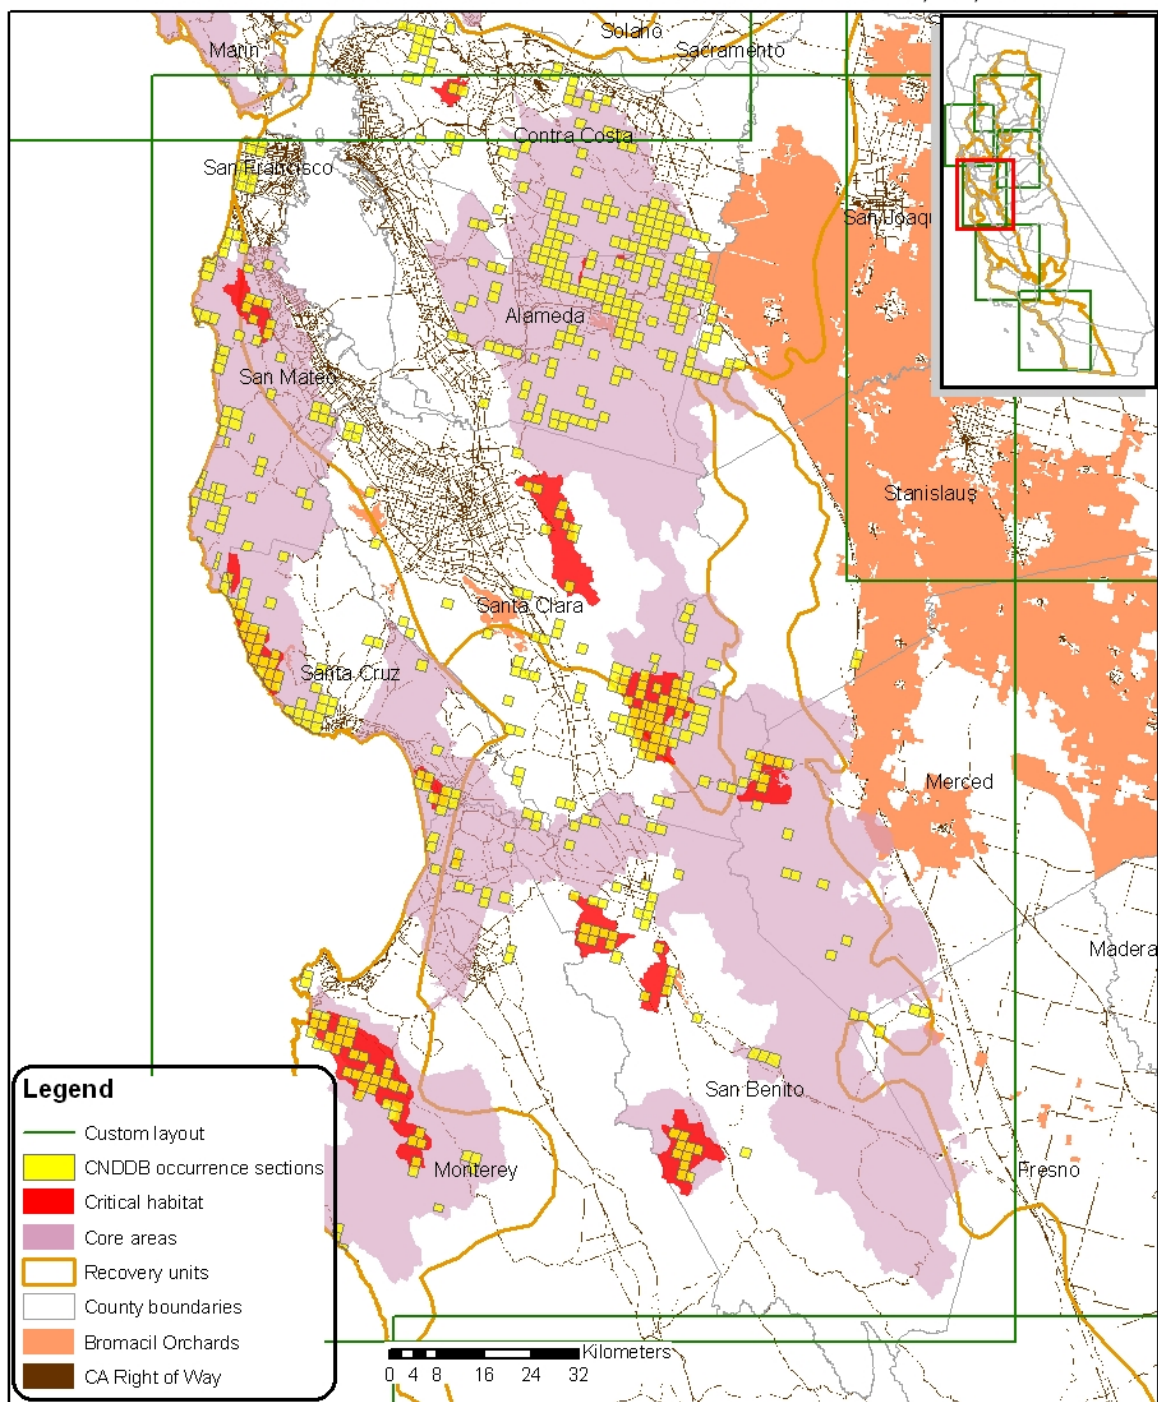 Solano
Marin
Sacramento
Contra Costa
San Francisco
San Joaqu
Alameda
San Mateo
Stanislaus
Santa Clara
Santa Cruz
Merced
Madera
San Benito
Monterey
Fresno
Legend
Custom layout
CNDDB occurrence sections
Critical habitat
Core areas
Recovery units
County boundaries
Bromacil Orchards
CA Right of Way
Kilometers
0 4 8 16 24 32